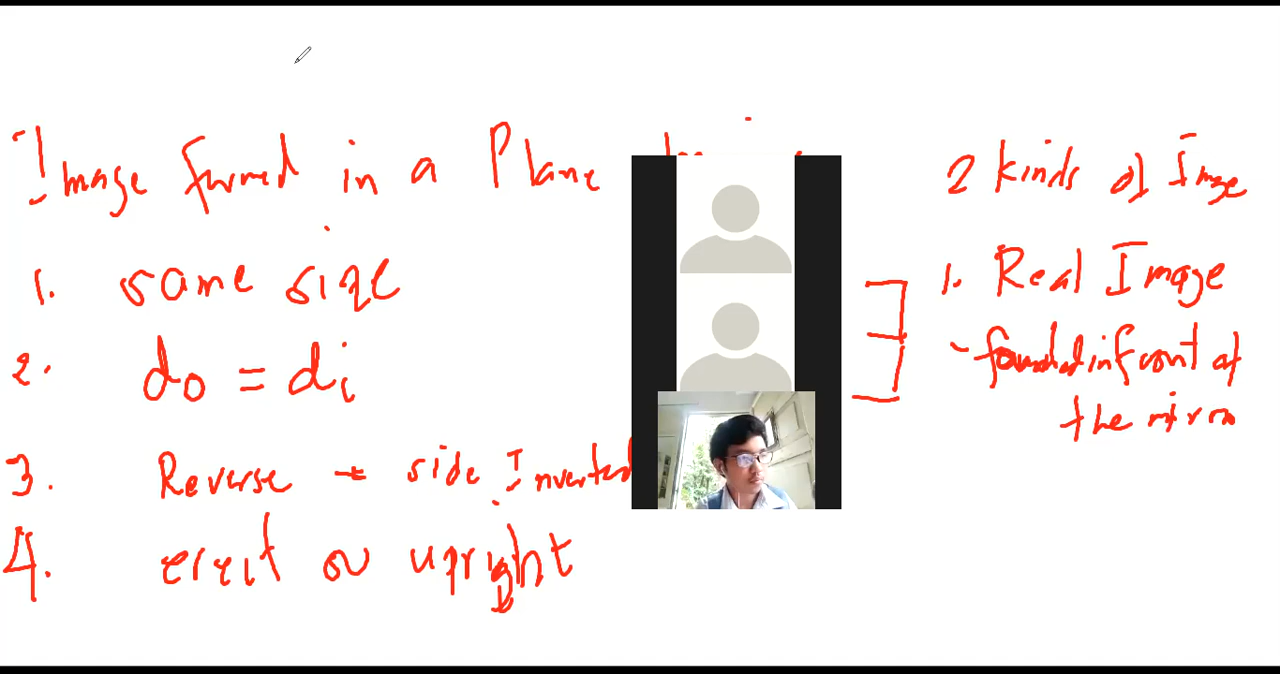 Image formed in a Plane
1. same size
2. do = di
3. Reverse → side Inverted
4. erect or upright
2 kinds of Image
1. Real Image
- found in front of
the mirror